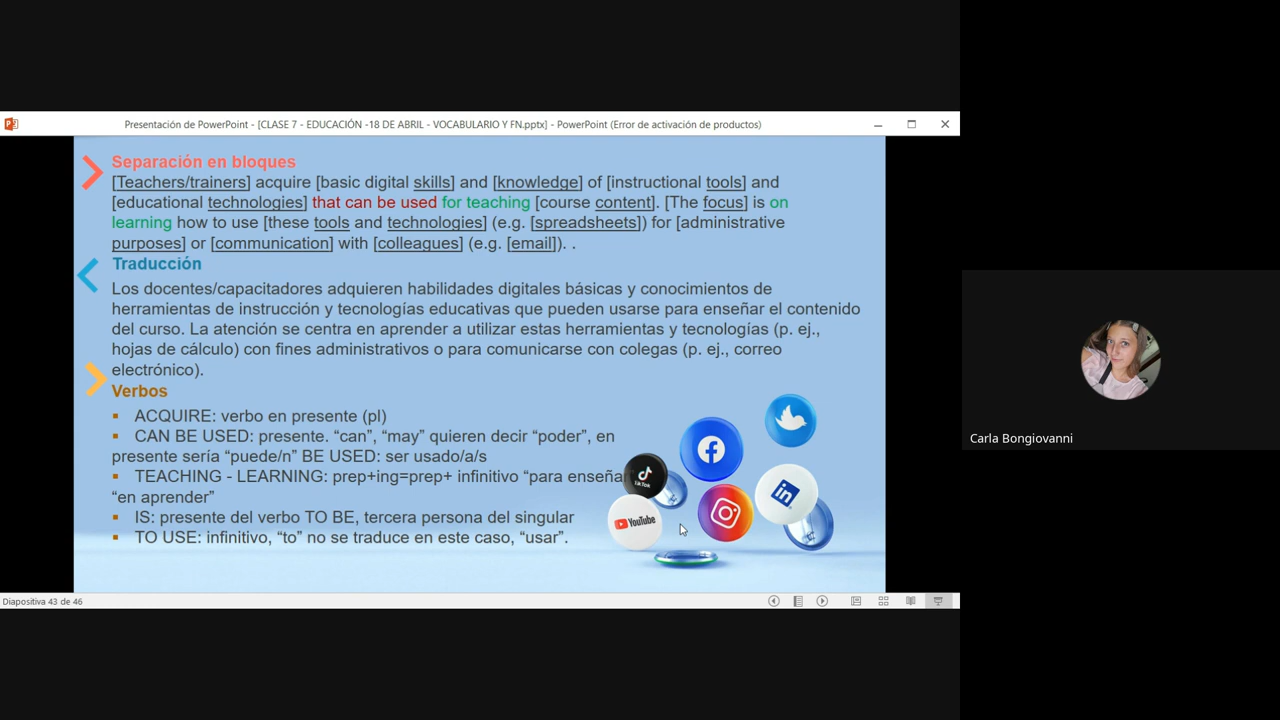 Presentación de PowerPoint - [CLASE 7 - EDUCACIÓN -18 DE ABRIL - VOCABULARIO Y FN.pptx] - PowerPoint (Error de activación de productos)
Separación en bloques
[Teachers/trainers] acquire [basic digital skills] and [knowledge] of [instructional tools] and
[educational technologies] that can be used for teaching [course content]. [The focus] is on
learning how to use [these tools and technologies] (e.g. [spreadsheets]) for [administrative
purposes] or [communication] with [colleagues] (e.g. [email]). .
Traducción
Los docentes/capacitadores adquieren habilidades digitales básicas y conocimientos de
herramientas de instrucción y tecnologías educativas que pueden usarse para enseñar el contenido
del curso. La atención se centra en aprender a utilizar estas herramientas y tecnologías (p. ej.,
hojas de cálculo) con fines administrativos o para comunicarse con colegas (p. ej., correo
electrónico).
Verbos
▪ ACQUIRE: verbo en presente (pl)
▪ CAN BE USED: presente. “can”, “may” quieren decir “poder”, en
presente sería “puede/n” BE USED: ser usado/a/s
▪ TEACHING - LEARNING: prep+ing=prep+ infinitivo “para enseña
“en aprender”
▪ IS: presente del verbo TO BE, tercera persona del singular
▪ TO USE: infinitivo, “to” no se traduce en este caso, “usar”.
TikTok
YouTube
in
Carla Bongiovanni
Diapositiva 43 de 46